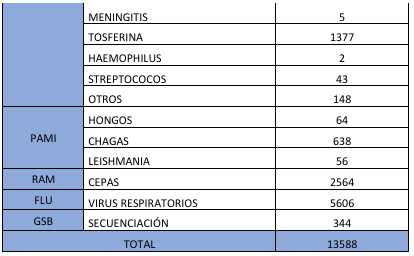 MENINGITIS 5
TOSFERINA 1377
HAEMOPHILUS 2
STREPTOCOCOS 43
OTROS 148
PAMI HONGOS 64
CHAGAS 638
LEISHMANIA 56
RAM CEPAS 2564
FLU VIRUS RESPIRATORIOS 5606
GSB SECUENCIACIÓN 344
TOTAL 13588